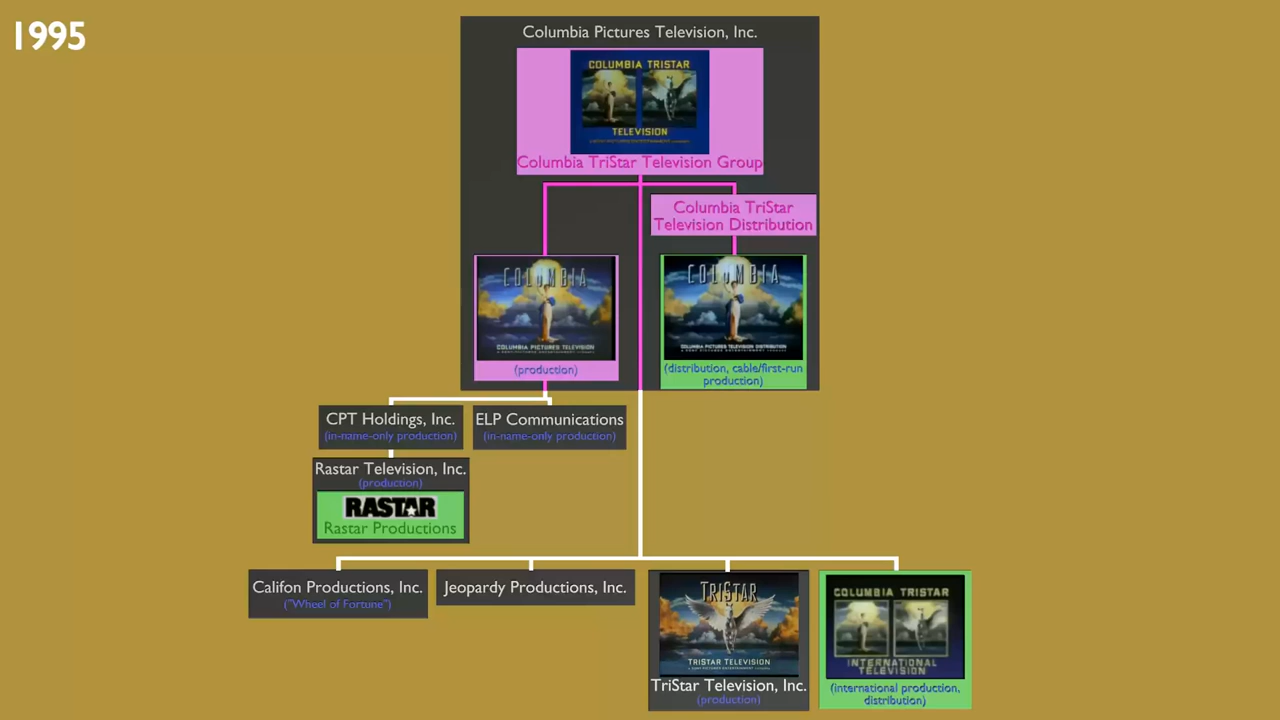 1995
Columbia Pictures Television, Inc.
COLUMBIA TRISTAR
TELEVISION
Columbia TriStar Television Group
Columbia TriStar
Television Distribution
COLUMBIA
COLUMBIA PICTURES TELEVISION
(production)
COLUMBIA
COLUMBIA PICTURES TELEVISION DISTRIBUTION
(distribution, cable/first-run
production)
CPT Holdings, Inc.
(in-name-only production)
ELP Communications
(in-name-only production)
Rastar Television, Inc.
(production)
RASTAR
Rastar Productions
Califon Productions, Inc.
("Wheel of Fortune")
Jeopardy Productions, Inc.
TRISTAR
TRISTAR TELEVISION
TriStar Television, Inc.
(production)
COLUMBIA TRISTAR
INTERNATIONAL
TELEVISION
(international production,
distribution)